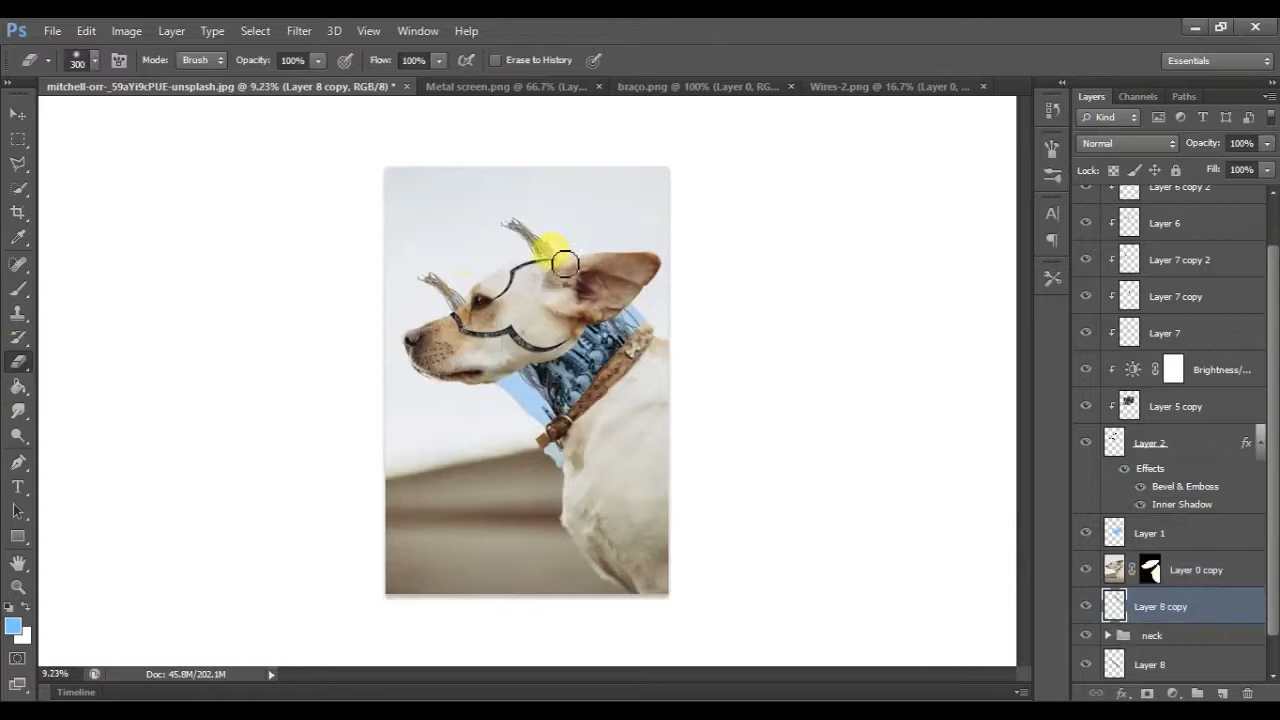 Ps File Edit Image Layer Type Select Filter 3D View Window Help
300 Mode: Brush Opacity: 100% Flow: 100% Erase to History Essentials
mitchell-orr-_59aYi9cPUE-unsplash.jpg @ 9.23% (Layer 8 copy, RGB/8) * × Metal screen.png @ 66.7% (Lay... × braço.png @ 100% (Layer 0, RG... × Wires-2.png @ 16.7% (Layer 0, ... ×
Layers Channels Paths
Kind
Normal Opacity: 100%
Lock: Fill: 100%
Layer 6 copy 2
Layer 6
Layer 7 copy 2
Layer 7 copy
Layer 7
Brightness/...
Layer 5 copy
Layer 2 fx
Effects
Bevel & Emboss
Inner Shadow
Layer 1
Layer 0 copy
Layer 8 copy
neck
Layer 8
9.23% Doc: 45.8M/202.1M
Timeline